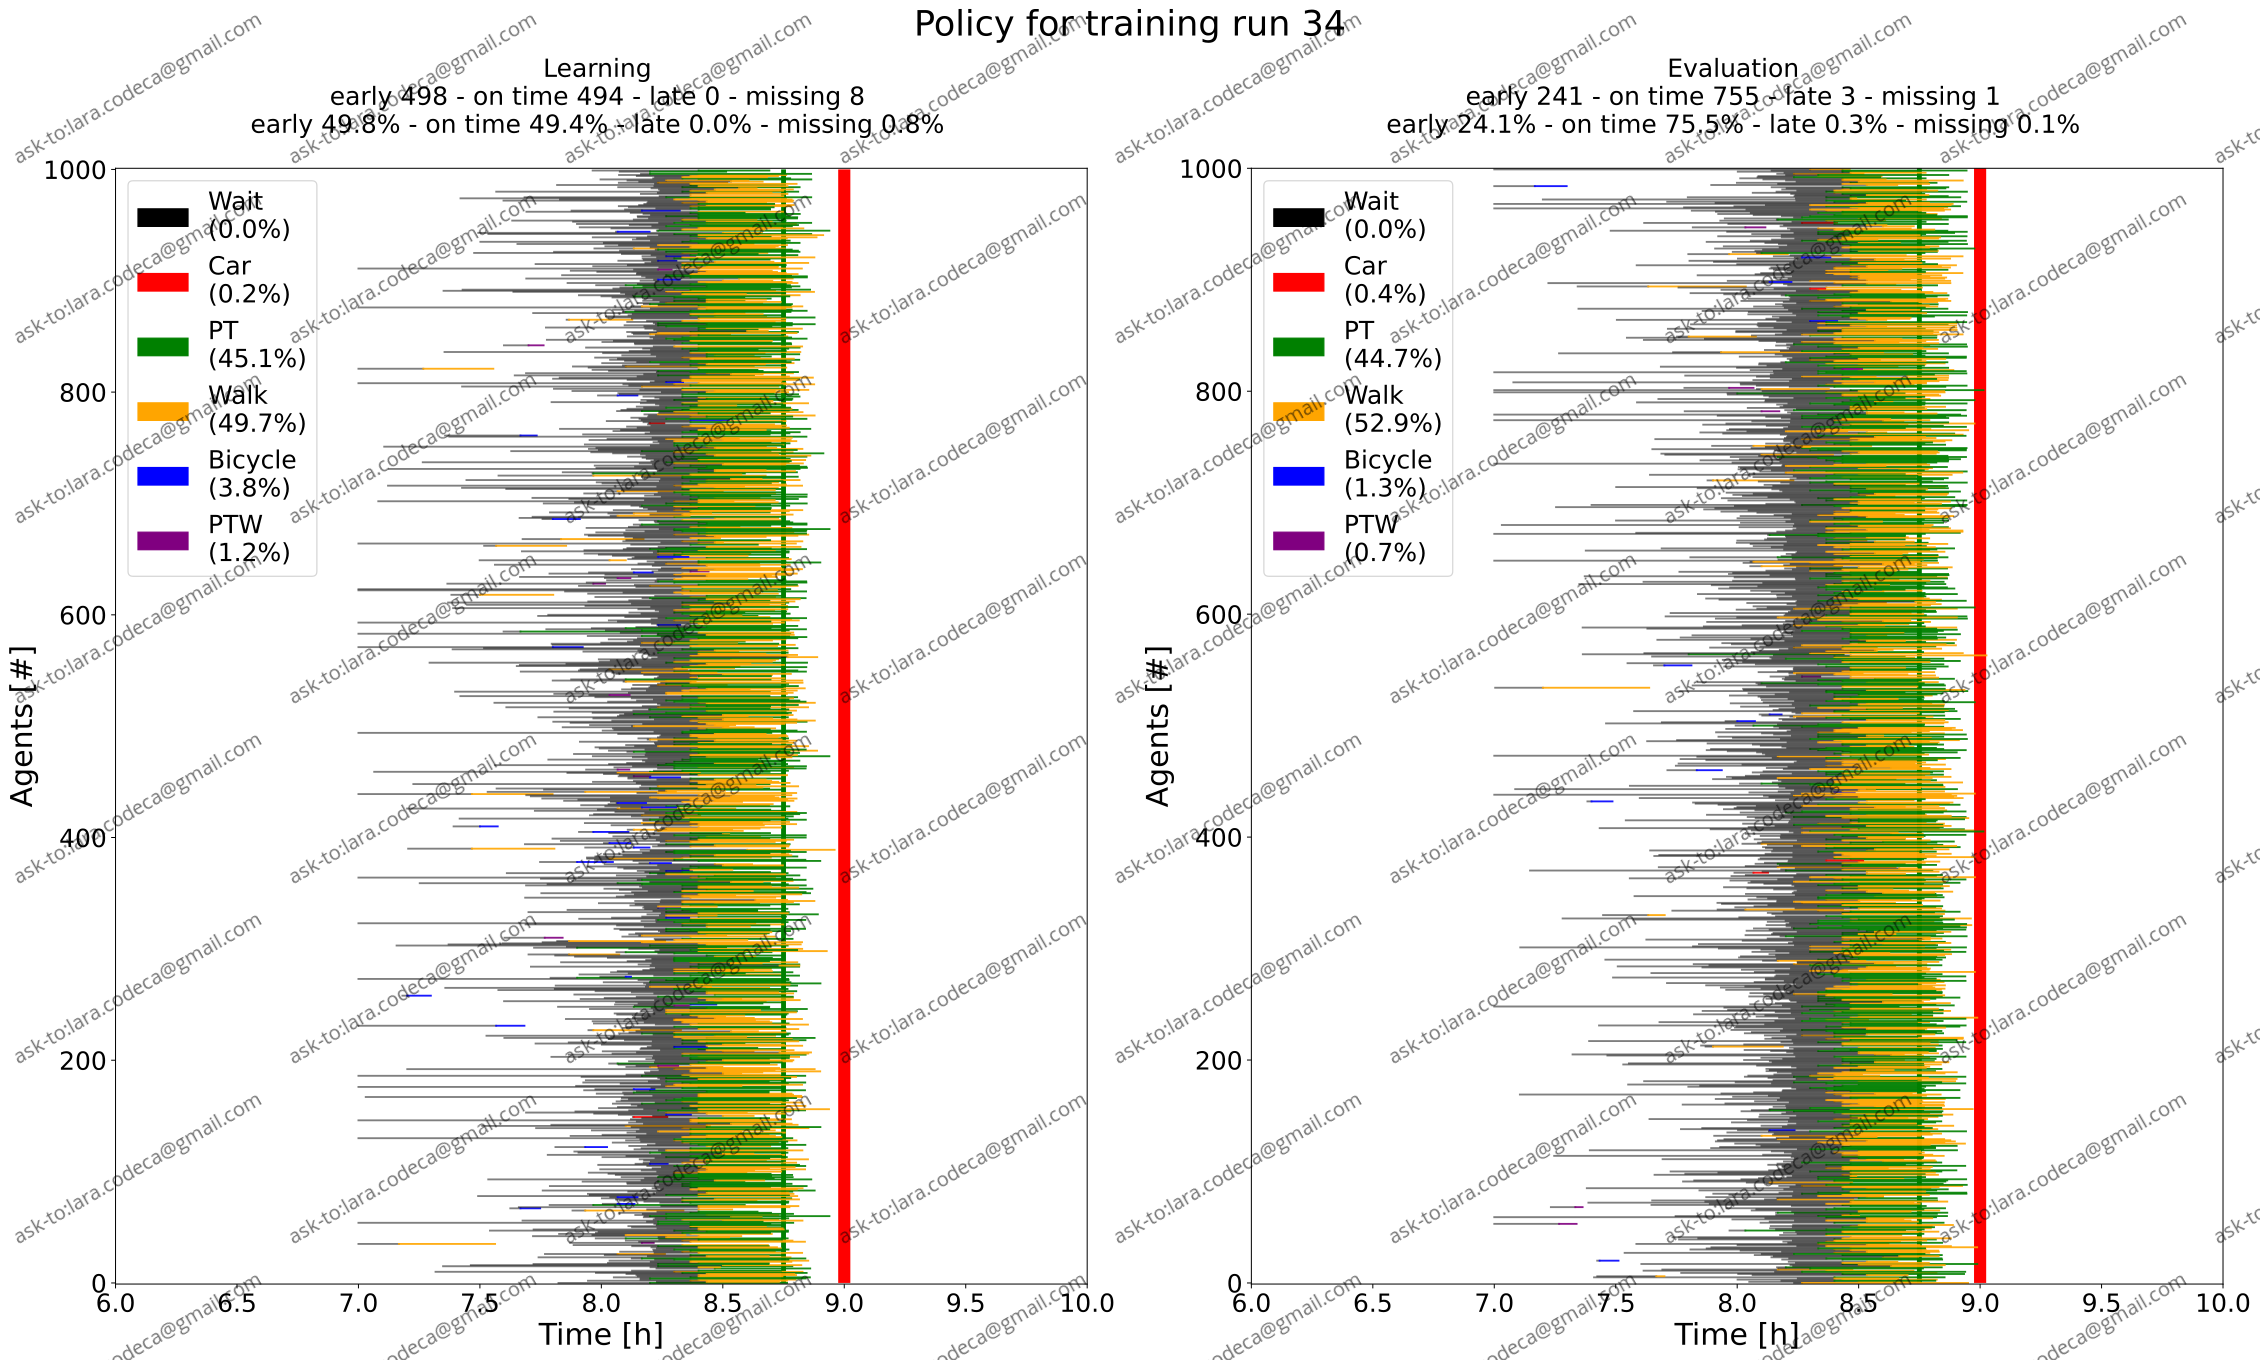 Policy for training run 34
Learning
early 498 - on time 494 - late 0 - missing 8
early 49.8% - on time 49.4% - late 0.0% - missing 0.8%
1000
800
600
400
200
0
Agents [#]
Wait
(0.0%)
Car
(0.2%)
PT
(45.1%)
Walk
(49.7%)
Bicycle
(3.8%)
PTW
(1.2%)
6.0 6.5 7.0 7.5 8.0 8.5 9.0 9.5 10.0
Time [h]
Evaluation
early 241 - on time 755 - late 3 - missing 1
early 24.1% - on time 75.5% - late 0.3% - missing 0.1%
1000
800
600
400
200
0
Agents [#]
Wait
(0.0%)
Car
(0.4%)
PT
(44.7%)
Walk
(52.9%)
Bicycle
(1.3%)
PTW
(0.7%)
6.0 6.5 7.0 7.5 8.0 8.5 9.0 9.5 10.0
Time [h]
ask-to:lara.codeca@gmail.com